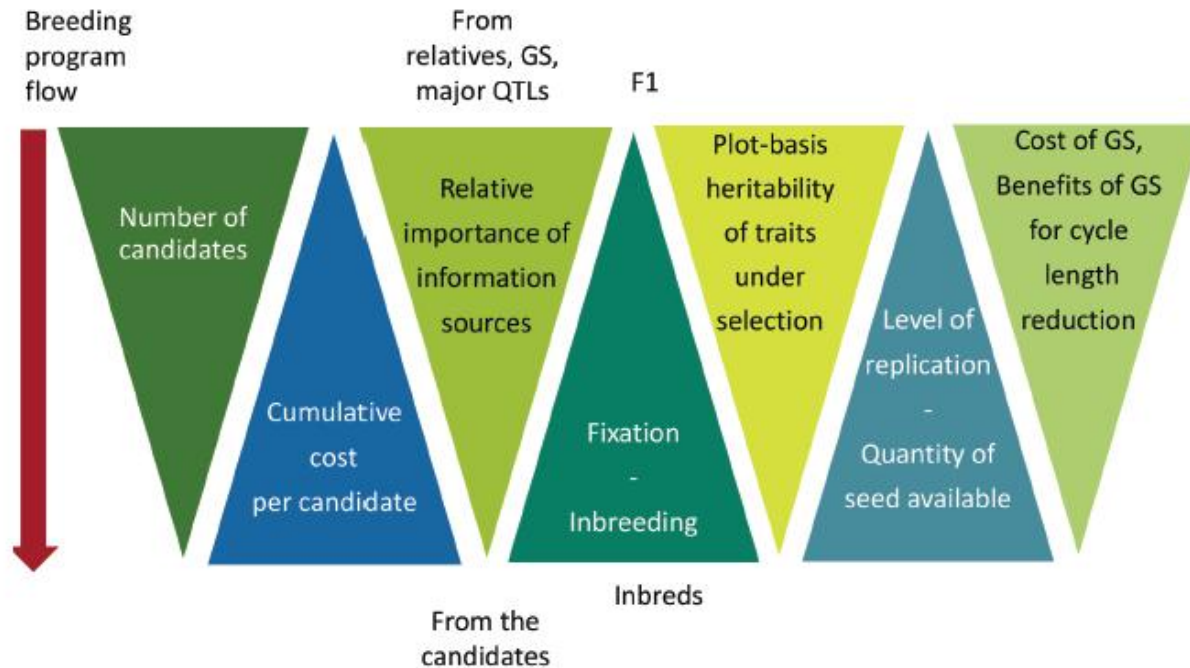 Breeding
program
flow
From
relatives, GS,
major QTLs
F1
Number of
candidates
Cumulative
cost
per candidate
Relative
importance of
information
sources
Fixation
-
Inbreeding
Plot-basis
heritability
of traits
under
selection
Level of
replication
-
Quantity of
seed available
Cost of GS,
Benefits of GS
for cycle
length
reduction
From the
candidates
Inbreds